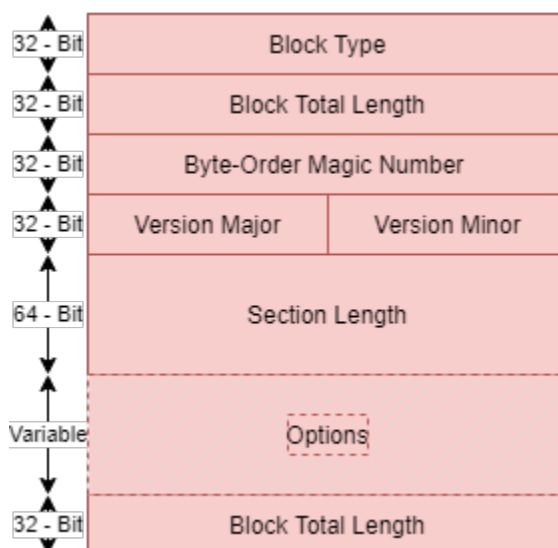 32 - Bit
Block Type
32 - Bit
Block Total Length
32 - Bit
Byte-Order Magic Number
32 - Bit
Version Major
Version Minor
64 - Bit
Section Length
Variable
Options
32 - Bit
Block Total Length